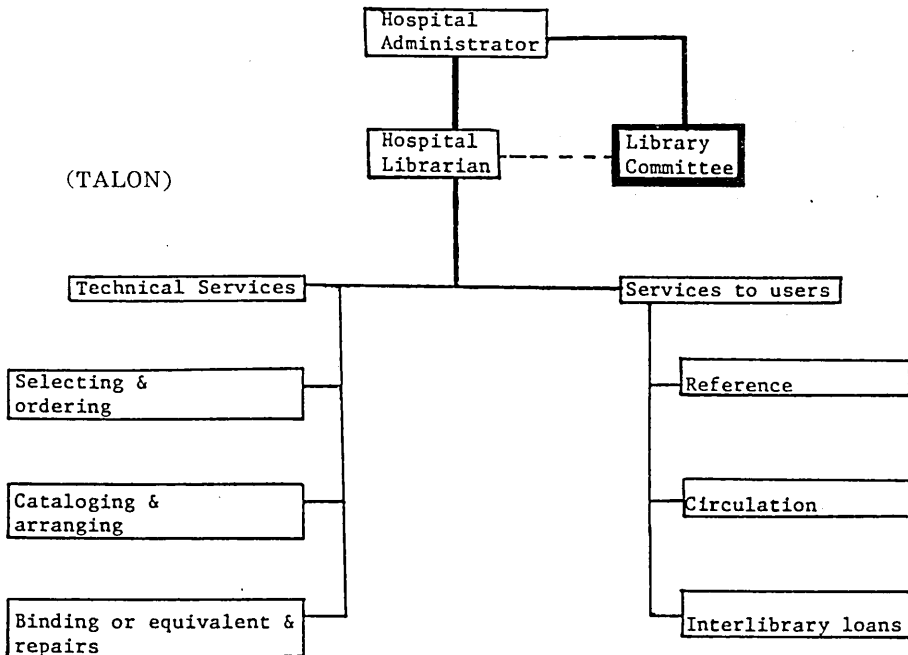 Hospital
Administrator
Hospital
Librarian
Library
Committee
(TALON)
Technical Services
Services to users
Selecting &
ordering
Reference
Cataloging &
arranging
Circulation
Binding or equivalent &
repairs
Interlibrary loans